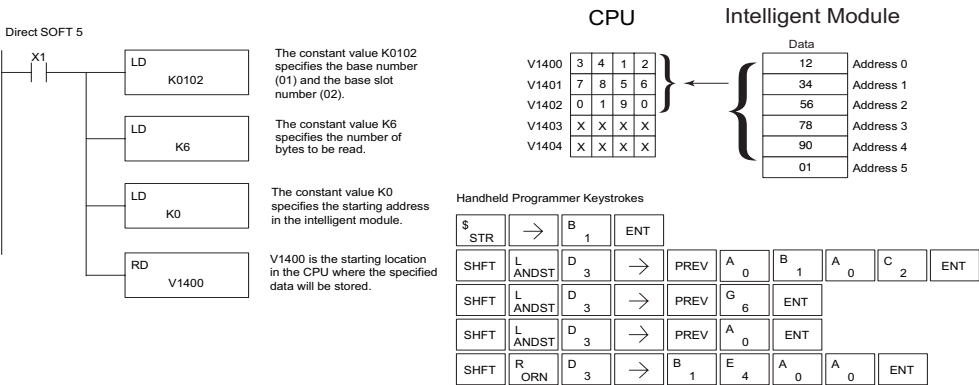 Direct SOFT 5
X1
LD
K0102
The constant value K0102
specifies the base number
(01) and the base slot
number (02).
LD
K6
The constant value K6
specifies the number of
bytes to be read.
LD
K0
The constant value K0
specifies the starting address
in the intelligent module.
RD
V1400
V1400 is the starting location
in the CPU where the specified
data will be stored.
CPU
V1400 3 4 1 2
V1401 7 8 5 6
V1402 0 1 9 0
V1403 X X X X
V1404 X X X X
Intelligent Module
Data
12 Address 0
34 Address 1
56 Address 2
78 Address 3
90 Address 4
01 Address 5
Handheld Programmer Keystrokes
$ STR → B 1 ENT
SHFT L ANDST D 3 → PREV A 0 B 1 A 0 C 2 ENT
SHFT L ANDST D 3 → PREV G 6 ENT
SHFT L ANDST D 3 → PREV A 0 ENT
SHFT R ORN D 3 → B 1 E 4 A 0 A 0 ENT